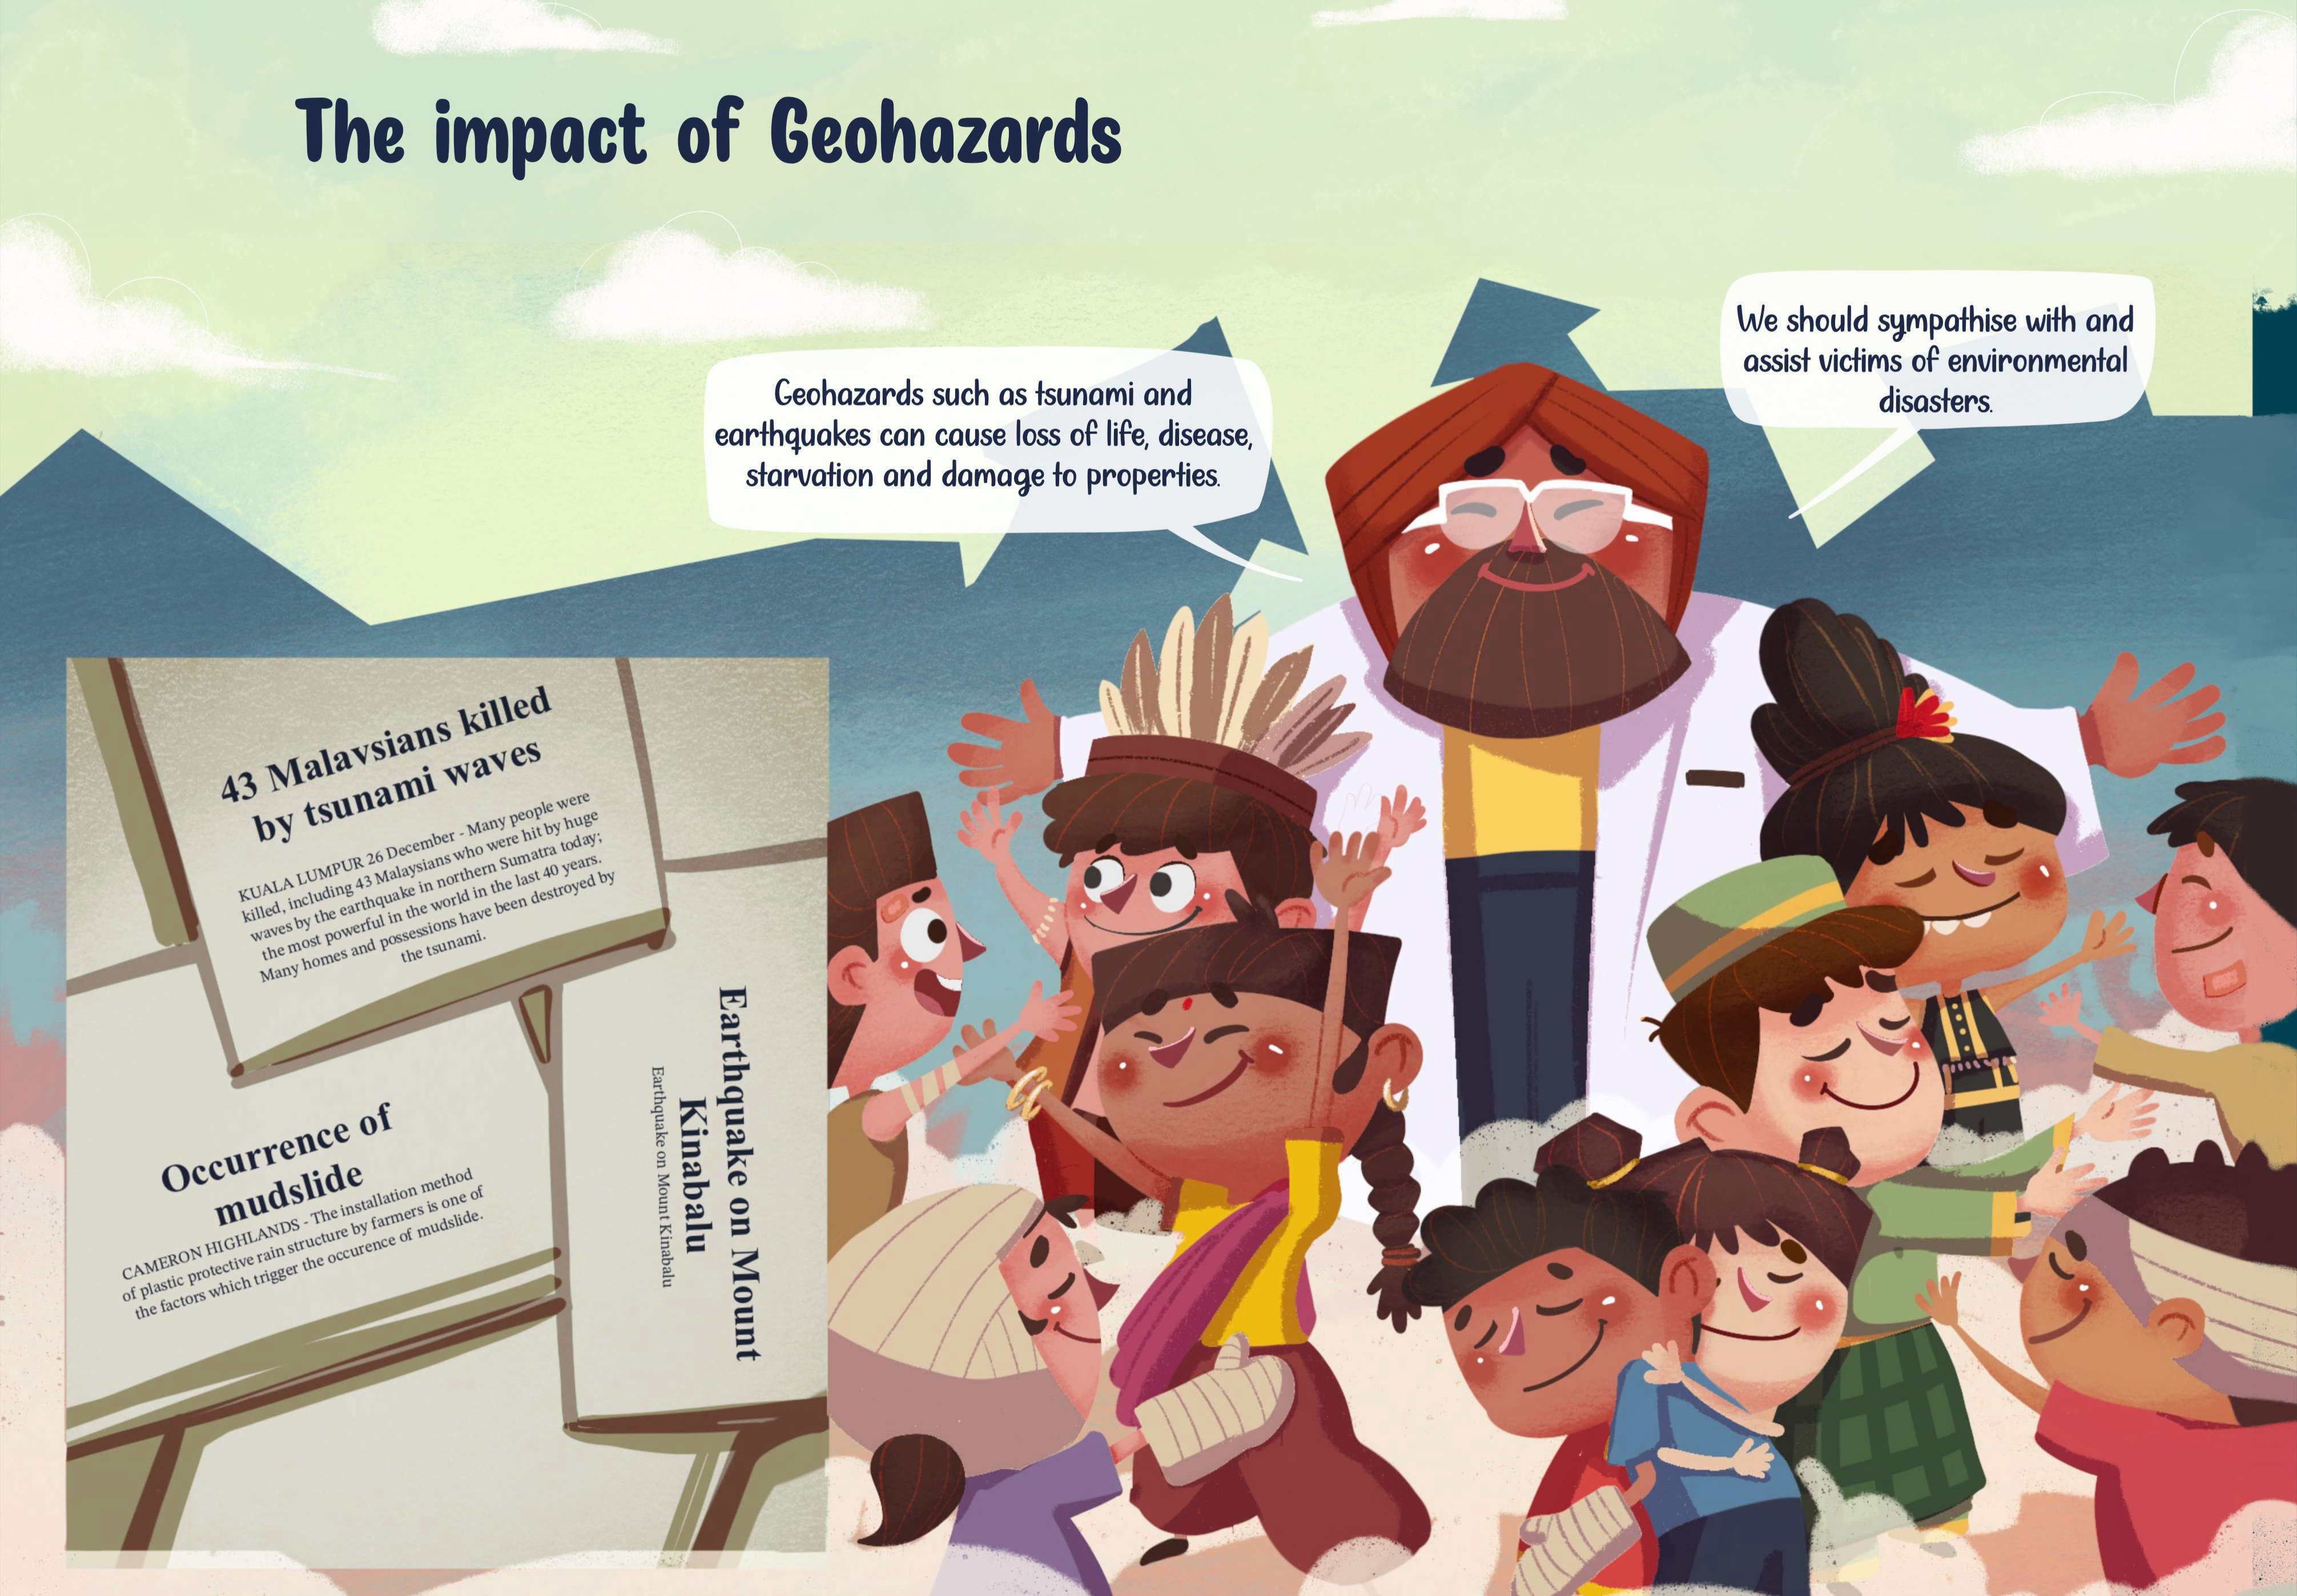 The impact of Geohazards
Geohazards such as tsunami and
earthquakes can cause loss of life, disease,
starvation and damage to properties.
We should sympathise with and
assist victims of environmental
disasters.
43 Malavsians killed
by tsunami waves
KUALA LUMPUR 26 December - Many people were
killed, including 43 Malaysians who were hit by huge
waves by the earthquake in northern Sumatra today;
the most powerful in the world in the last 40 years.
Many homes and possessions have been destroyed by
the tsunami.
Occurrence of
mudslide
CAMERON HIGHLANDS - The installation method
of plastic protective rain structure by farmers is one of
the factors which trigger the occurence of mudslide.
Earthquake on Mount
Kinabalu
Earthquake on Mount Kinabalu